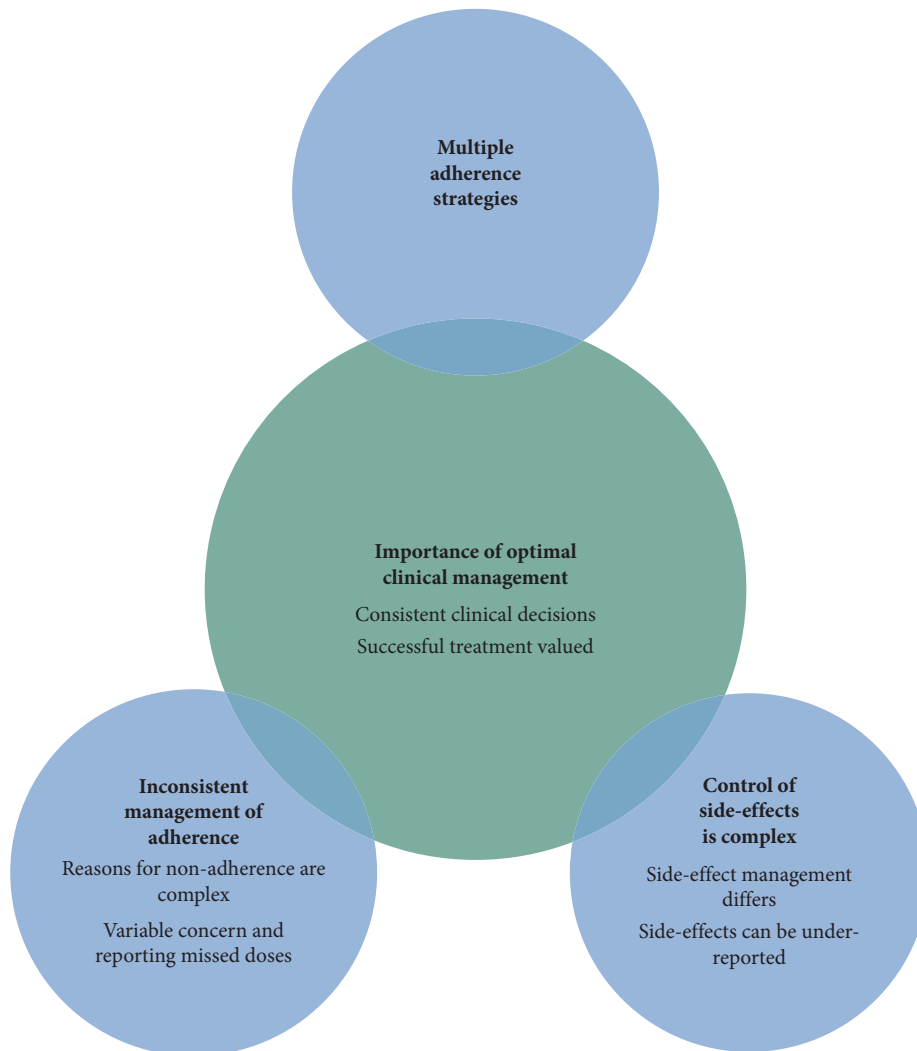 Multiple
adherence
strategies
Importance of optimal
clinical management
Consistent clinical decisions
Successful treatment valued
Inconsistent
management of
adherence
Reasons for non-adherence are
complex
Variable concern and
reporting missed doses
Control of
side-effects
is complex
Side-effect management
differs
Side-effects can be under-
reported